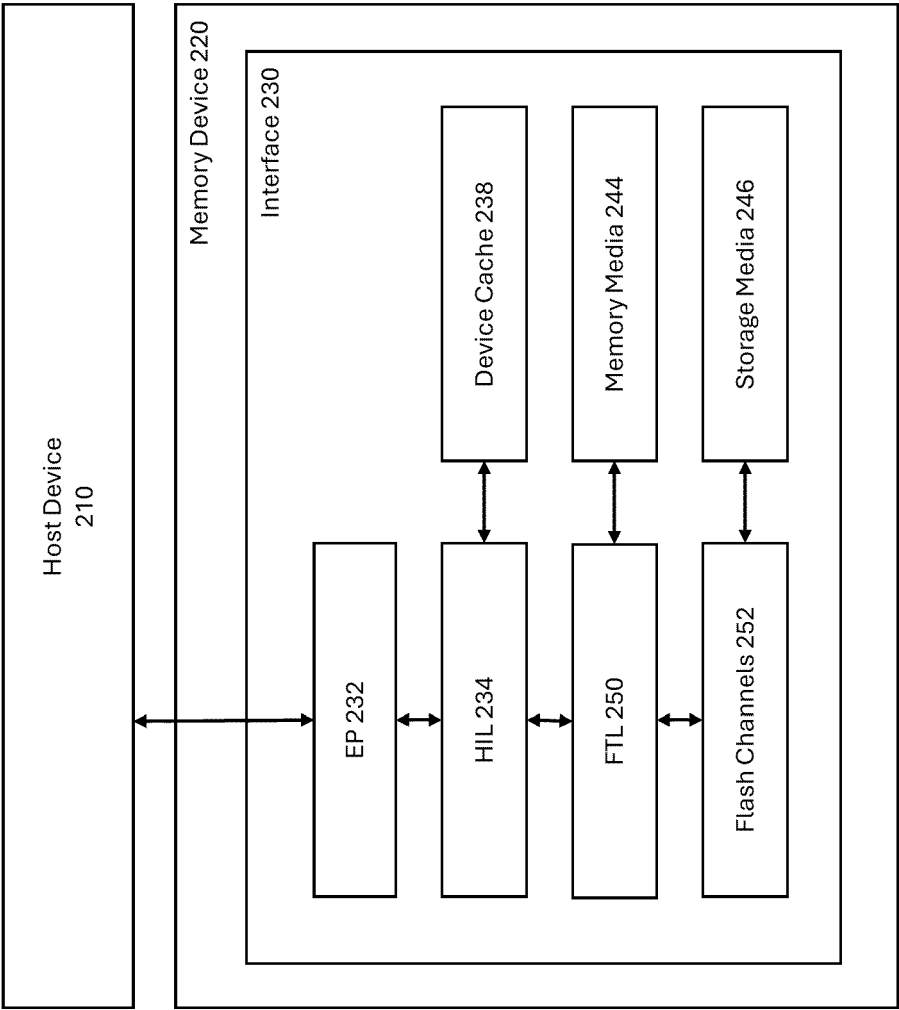 Host Device
210
Memory Device 220
Interface 230
EP 232
HIL 234
Device Cache 238
FTL 250
Memory Media 244
Flash Channels 252
Storage Media 246